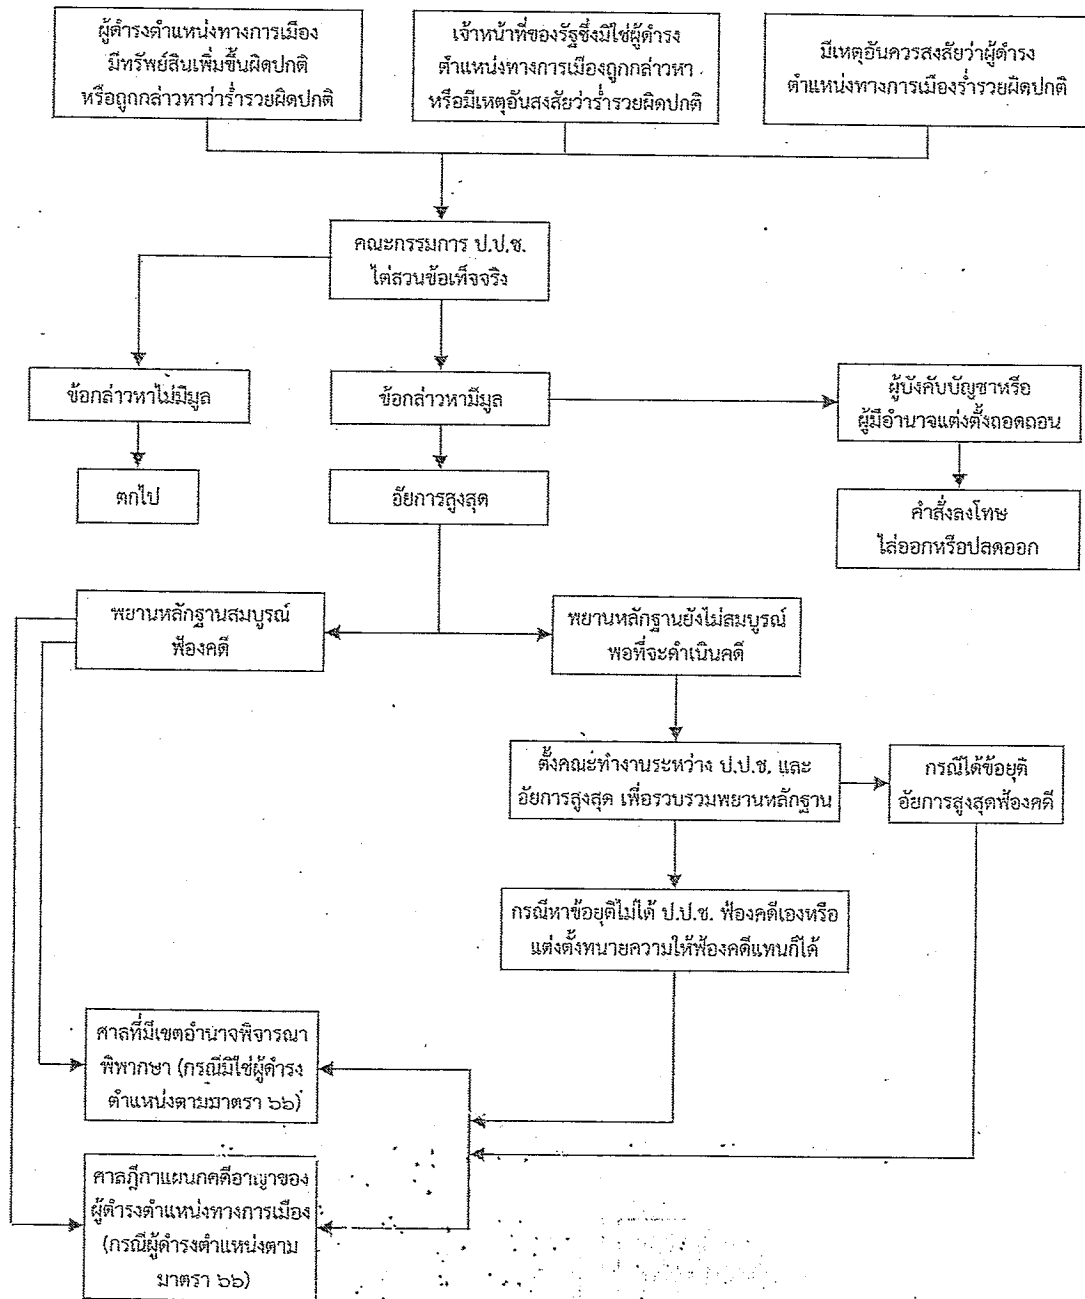 ผู้ดำรงตำแหน่งทางการเมือง
มีทรัพย์สินเพิ่มขึ้นผิดปกติ
หรือถูกกล่าวหาว่าร่ำรวยผิดปกติ
เจ้าหน้าที่ของรัฐซึ่งมิใช่ผู้ดำรง
ตำแหน่งทางการเมืองถูกกล่าวหา
หรือมีเหตุอันสงสัยว่าร่ำรวยผิดปกติ
มีเหตุอันควรสงสัยว่าผู้ดำรง
ตำแหน่งทางการเมืองร่ำรวยผิดปกติ
คณะกรรมการ ป.ป.ช.
ไต่สวนข้อเท็จจริง
ข้อกล่าวหาไม่มีมูล
ข้อกล่าวหามีมูล
ผู้บังคับบัญชาหรือ
ผู้มีอำนาจแต่งตั้งถอดถอน
ตกไป
อัยการสูงสุด
คำสั่งลงโทษ
ไล่ออกหรือปลดออก
พยานหลักฐานสมบูรณ์
ฟ้องคดี
พยานหลักฐานยังไม่สมบูรณ์
พอที่จะดำเนินคดี
ตั้งคณะทำงานระหว่าง ป.ป.ช. และ
อัยการสูงสุด เพื่อรวบรวมพยานหลักฐาน
กรณีได้ข้อยุติ
อัยการสูงสุดฟ้องคดี
กรณีหาข้อยุติไม่ได้ ป.ป.ช. ฟ้องคดีเองหรือ
แต่งตั้งทนายความให้ฟ้องคดีแทนก็ได้
ศาลที่มีเขตอำนาจพิจารณา
พิพากษา (กรณีมิใช่ผู้ดำรง
ตำแหน่งตามมาตรา ๖๖)
ศาลฎีกาแผนกคดีอาญาของ
ผู้ดำรงตำแหน่งทางการเมือง
(กรณีผู้ดำรงตำแหน่งตาม
มาตรา ๖๖)